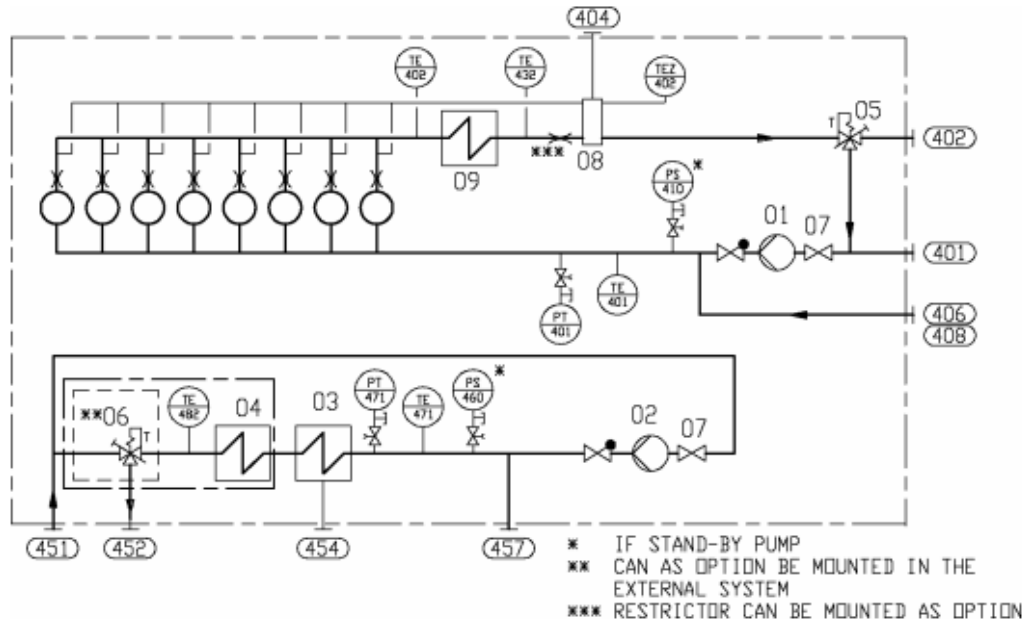 404
TE 402
TE 432
TEZ 402
05
T
402
09
***
08
PS 410
*
01
07
401
TE 401
PT 401
406
408
**06
T
TE 482
04
03
PT 471
TE 471
PS 460
*
02
07
451
452
454
457
* IF STAND-BY PUMP
** CAN AS OPTION BE MOUNTED IN THE
EXTERNAL SYSTEM
*** RESTRICTOR CAN BE MOUNTED AS OPTION